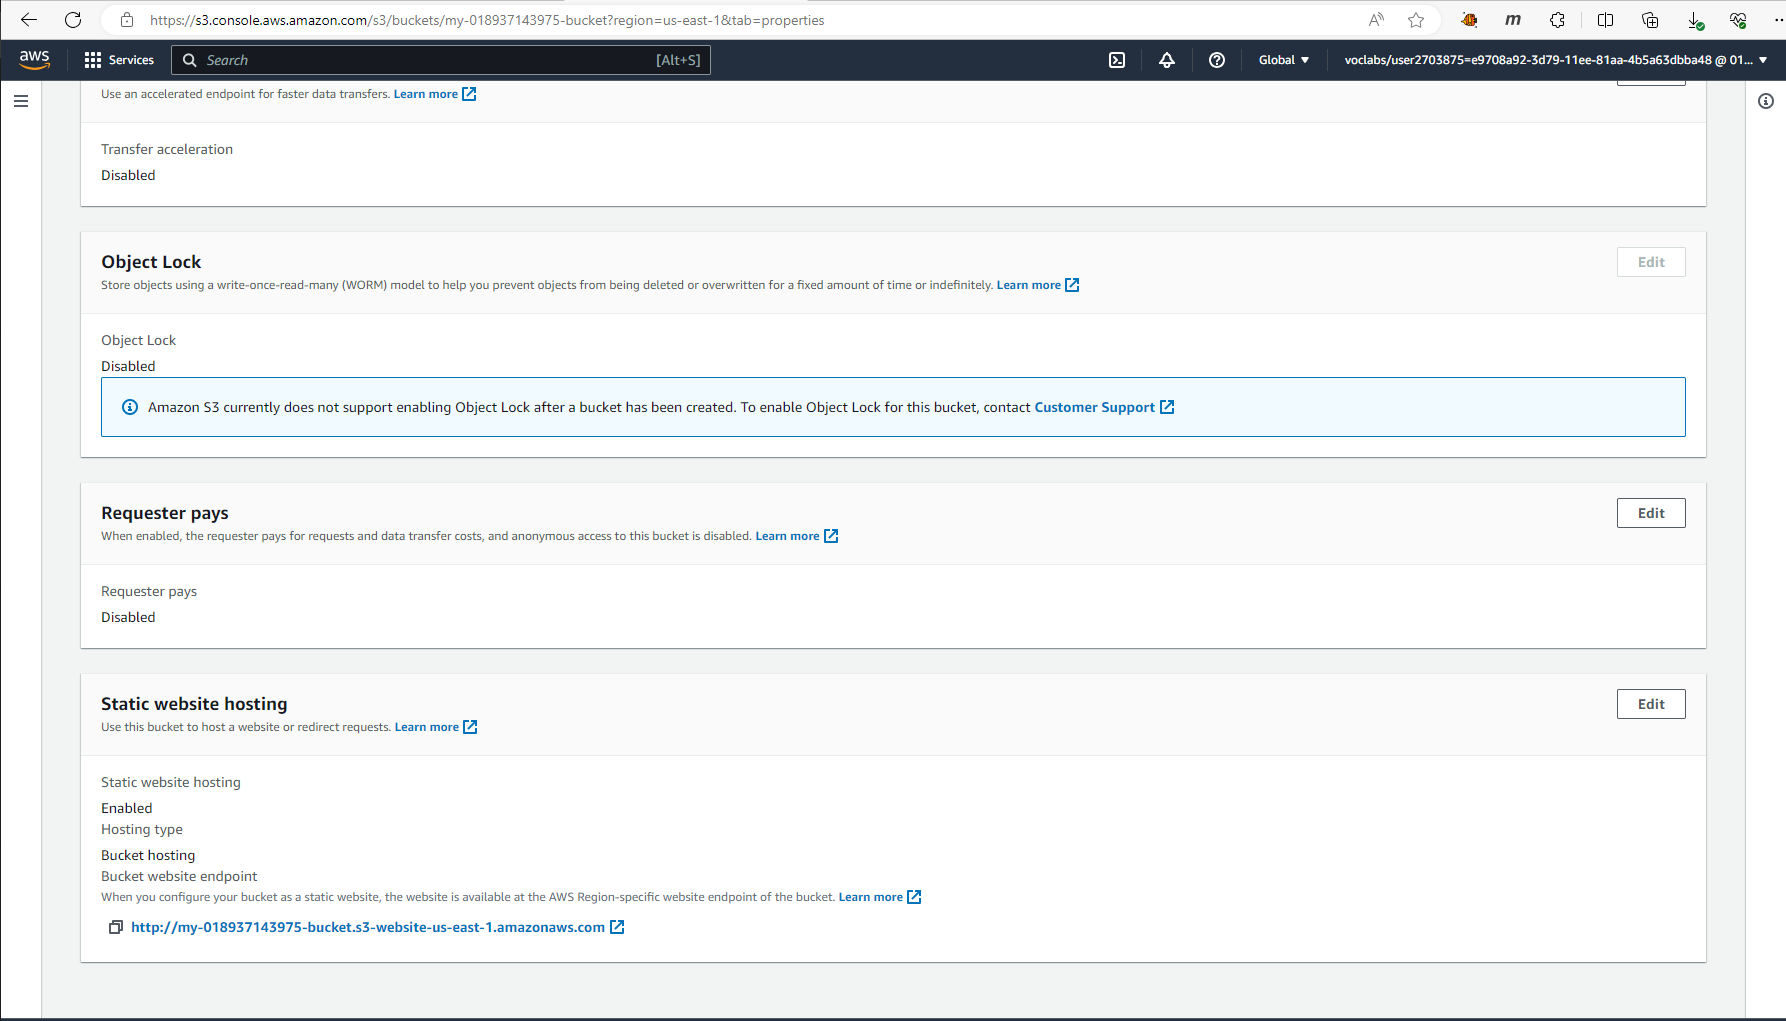 https://s3.console.aws.amazon.com/s3/buckets/my-018937143975-bucket?region=us-east-1&tab=properties
aws
Services
Search
[Alt+S]
Global
voclabs/user2703875=e9708a92-3d79-11ee-81aa-4b5a63dbba48 @ 01...
Use an accelerated endpoint for faster data transfers. Learn more
Transfer acceleration
Disabled
Object Lock
Edit
Store objects using a write-once-read-many (WORM) model to help you prevent objects from being deleted or overwritten for a fixed amount of time or indefinitely. Learn more
Object Lock
Disabled
Amazon S3 currently does not support enabling Object Lock after a bucket has been created. To enable Object Lock for this bucket, contact Customer Support
Requester pays
Edit
When enabled, the requester pays for requests and data transfer costs, and anonymous access to this bucket is disabled. Learn more
Requester pays
Disabled
Static website hosting
Edit
Use this bucket to host a website or redirect requests. Learn more
Static website hosting
Enabled
Hosting type
Bucket hosting
Bucket website endpoint
When you configure your bucket as a static website, the website is available at the AWS Region-specific website endpoint of the bucket. Learn more
http://my-018937143975-bucket.s3-website-us-east-1.amazonaws.com